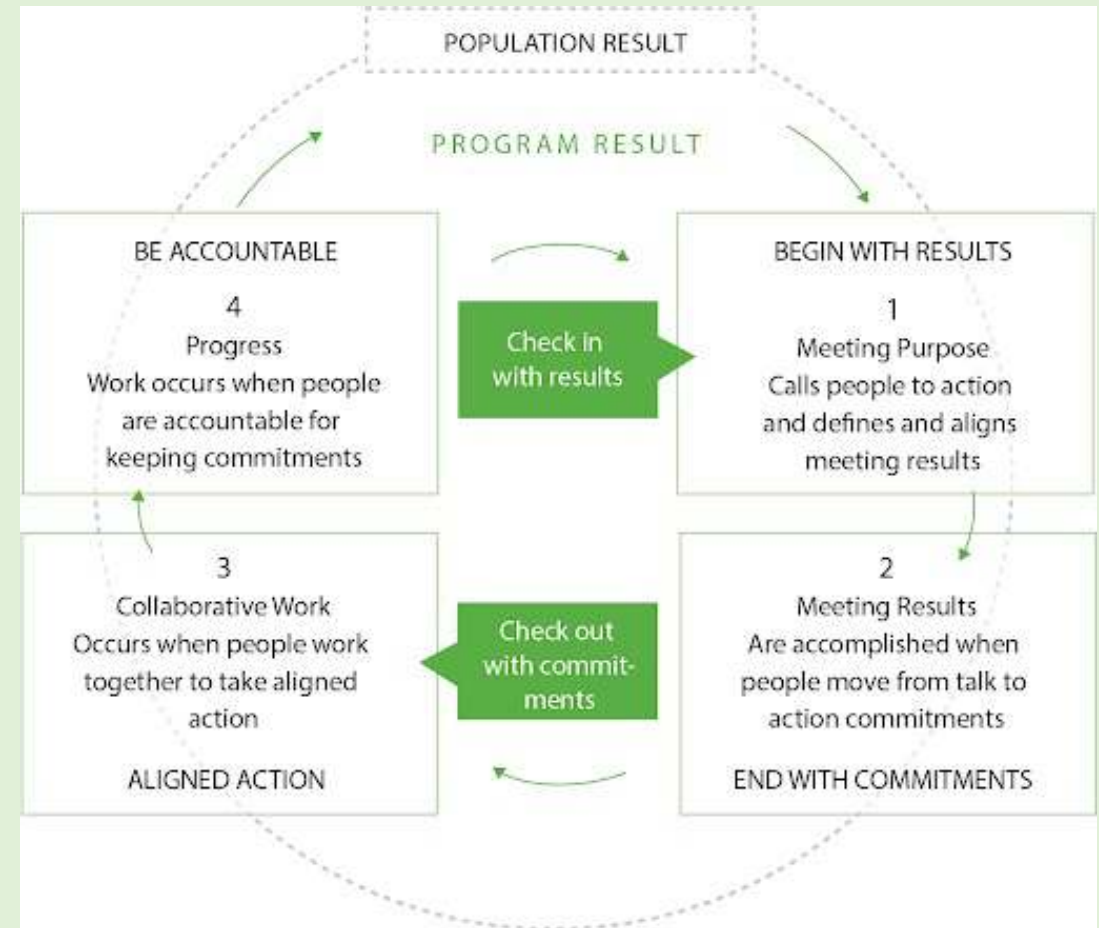 POPULATION RESULT
PROGRAM RESULT
BE ACCOUNTABLE
4
Progress
Work occurs when people
are accountable for
keeping commitments
Check in
with results
BEGIN WITH RESULTS
1
Meeting Purpose
Calls people to action
and defines and aligns
meeting results
2
Meeting Results
Are accomplished when
people move from talk to
action commitments
END WITH COMMITMENTS
Check out
with commit-
ments
3
Collaborative Work
Occurs when people work
together to take aligned
action
ALIGNED ACTION